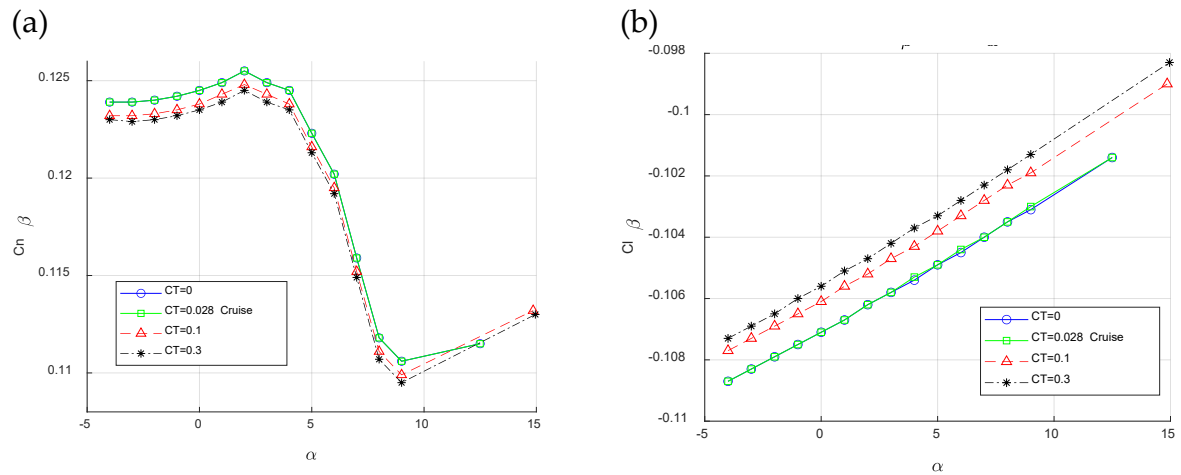 (a)
0.125
0.12
0.115
0.11
Cn β
-5
0
5
10
15
α
CT=0
CT=0.028 Cruise
CT=0.1
CT=0.3
(b)
-0.098
-0.1
-0.102
-0.104
-0.106
-0.108
-0.11
Cl β
-5
0
5
10
15
α
CT=0
CT=0.028 Cruise
CT=0.1
CT=0.3